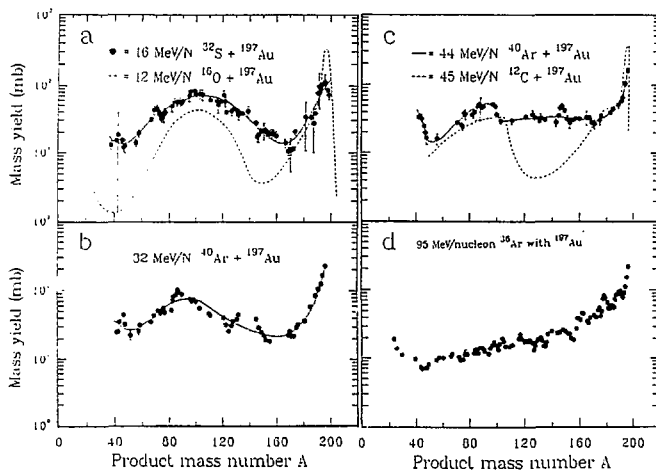 a
● = 16 MeV/N ³²S + ¹⁹⁷Au
---- = 12 MeV/N ¹⁶O + ¹⁹⁷Au
c
44 MeV/N ⁴⁰Ar + ¹⁹⁷Au
45 MeV/N ¹²C + ¹⁹⁷Au
Mass yield (mb)
b
32 MeV/N ⁴⁰Ar + ¹⁹⁷Au
d
95 MeV/nucleon ³⁶Ar with ¹⁹⁷Au
Mass yield (mb)
10⁰
0 40 80 120 160 200
0 40 80 120 160 200
Product mass number A
Product mass number A